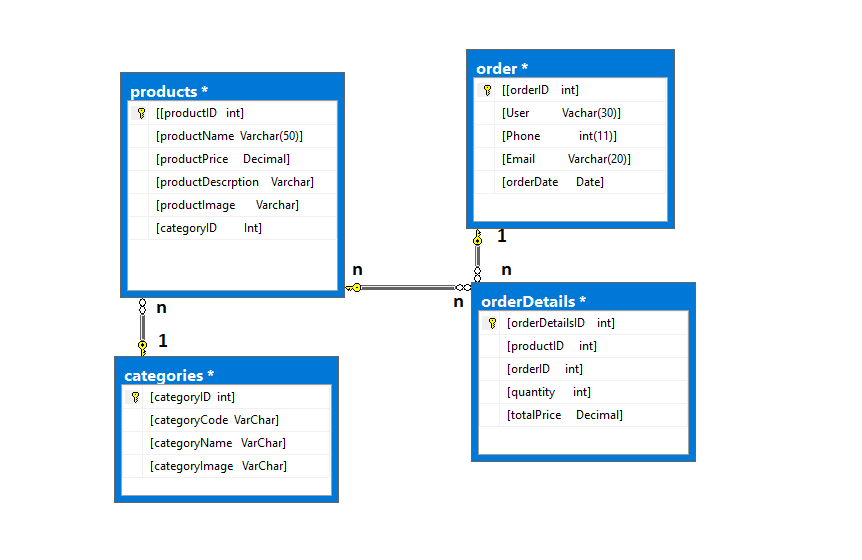 products *
[[productID int]
[productName Varchar(50)]
[productPrice Decimal]
[productDescrption Varchar]
[productImage Varchar]
[categoryID Int]
order *
[[orderID int]
[User Vachar(30)]
[Phone int(11)]
[Email Varchar(20)]
[orderDate Date]
1
n
n
n
n
1
orderDetails *
[orderDetailsID int]
[productID int]
[orderID int]
[quantity int]
[totalPrice Decimal]
categories *
[categoryID int]
[categoryCode VarChar]
[categoryName VarChar]
[categoryImage VarChar]